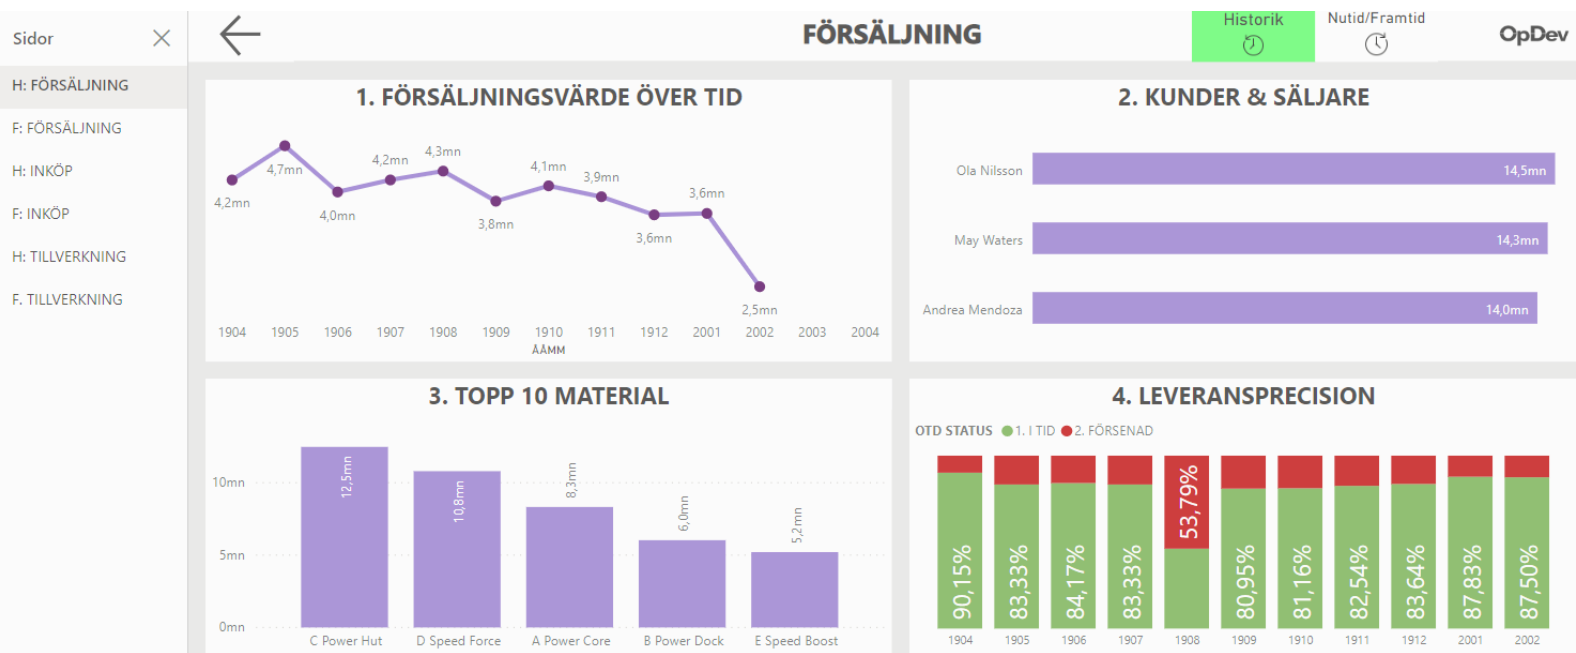 Sidor
H: FÖRSÄLJNING
F: FÖRSÄLJNING
H: INKÖP
F: INKÖP
H: TILLVERKNING
F. TILLVERKNING
FÖRSÄLJNING
Historik
Nutid/Framtid
OpDev
1. FÖRSÄLJNINGSVÄRDE ÖVER TID
4,2mn 4,7mn 4,0mn 4,2mn 4,3mn 3,8mn 4,1mn 3,9mn 3,6mn 3,6mn 2,5mn
1904 1905 1906 1907 1908 1909 1910 1911 1912 2001 2002 2003 2004
ÅÅMM
2. KUNDER & SÄLJARE
Ola Nilsson 14,5mn
May Waters 14,3mn
Andrea Mendoza 14,0mn
3. TOPP 10 MATERIAL
10mn
5mn
0mn
12,5mn 10,8mn 8,3mn 6,0mn 5,2mn
C Power Hut D Speed Force A Power Core B Power Dock E Speed Boost
4. LEVERANSPRECISION
OTD STATUS 1. I TID 2. FÖRSENAD
90,15% 83,33% 84,17% 83,33% 53,79% 80,95% 81,16% 82,54% 83,64% 87,83% 87,50%
1904 1905 1906 1907 1908 1909 1910 1911 1912 2001 2002